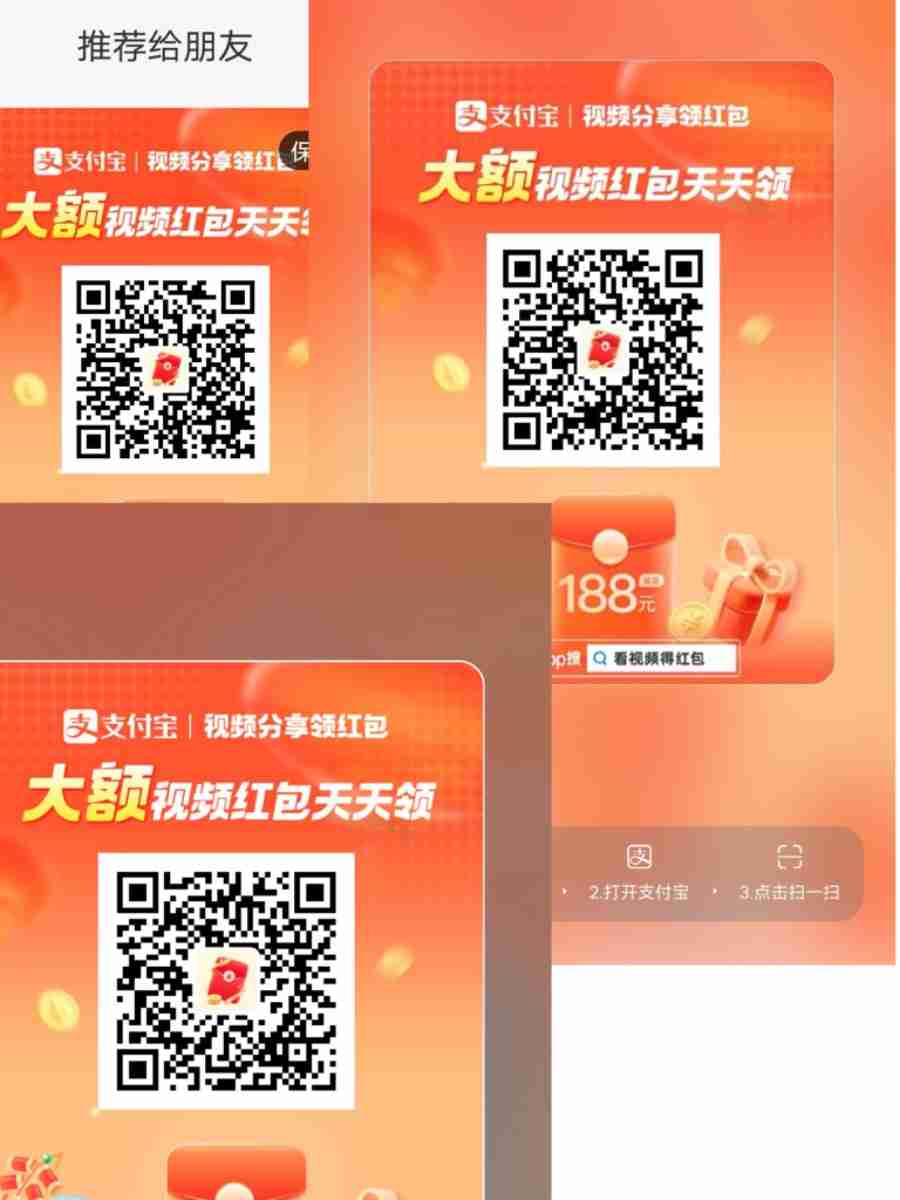 推荐给朋友
保
支付宝 | 视频分享领红包
大额视频红包天天领
支付宝 | 视频分享领红
大额视频红包天天
188元
pp搜 看视频得红包
支付宝 | 视频分享领红包
大额视频红包天天领
2.打开支付宝
3.点击扫一扫